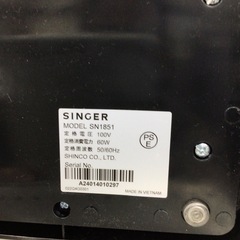 SINGER
MODEL SN1851
定格電圧 100V
定格消費電力 60W
定格周波数 50/60Hz
SHINCO CO., LTD.
Serial No.
A24014010297
MADE IN VIETNAM
PS
E